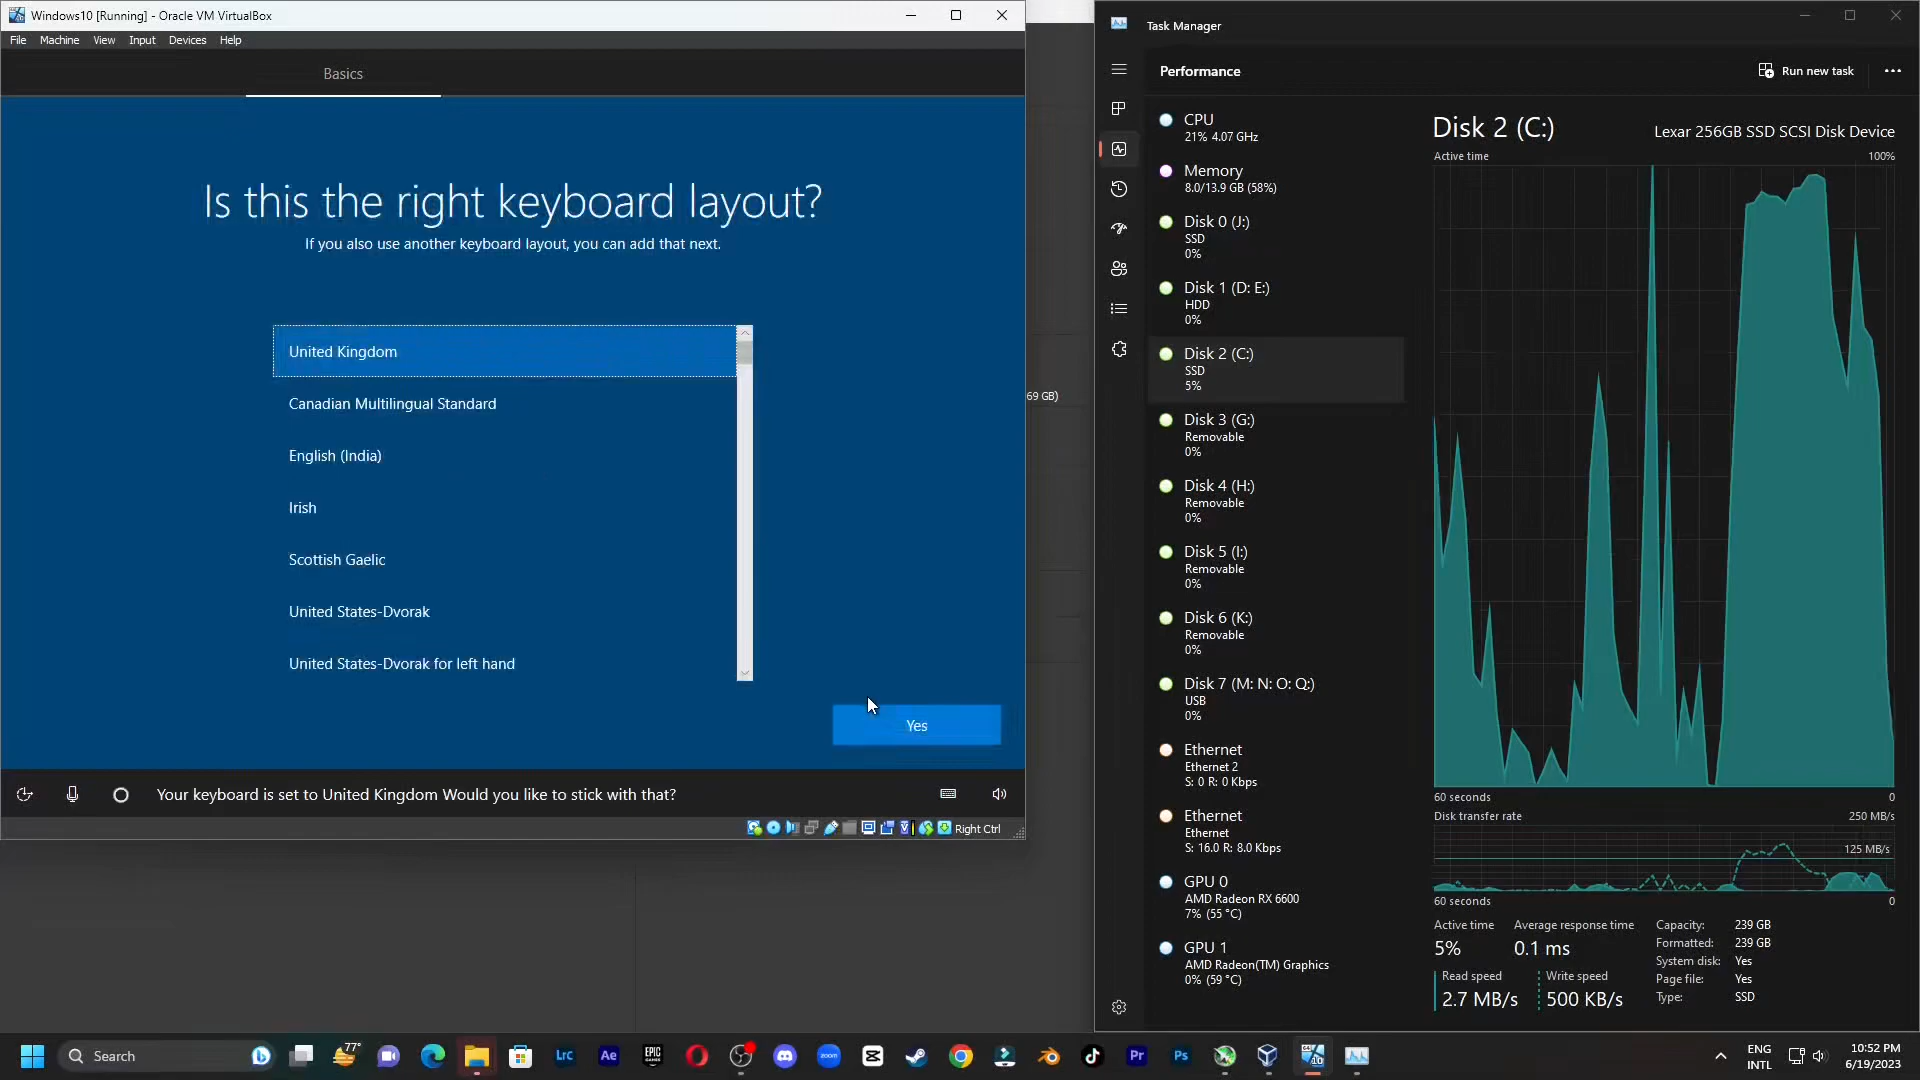 Windows10 [Running] - Oracle VM VirtualBox
File Machine View Input Devices Help
Basics
Is this the right keyboard layout?
If you also use another keyboard layout, you can add that next.
United Kingdom
Canadian Multilingual Standard
English (India)
Irish
Scottish Gaelic
United States-Dvorak
United States-Dvorak for left hand
Yes
Your keyboard is set to United Kingdom Would you like to stick with that?
Right Ctrl
69 GB)
Task Manager
Performance
Run new task
CPU
21% 4.07 GHz
Memory
8.0/13.9 GB (58%)
Disk 0 (J:)
SSD
0%
Disk 1 (D: E:)
HDD
0%
Disk 2 (C:)
SSD
5%
Disk 3 (G:)
Removable
0%
Disk 4 (H:)
Removable
0%
Disk 5 (I:)
Removable
0%
Disk 6 (K:)
Removable
0%
Disk 7 (M: N: O: Q:)
USB
0%
Ethernet
Ethernet 2
S: 0 R: 0 Kbps
Ethernet
Ethernet
S: 16.0 R: 8.0 Kbps
GPU 0
AMD Radeon RX 6600
7% (55 °C)
GPU 1
AMD Radeon(TM) Graphics
0% (59 °C)
Disk 2 (C:)
Lexar 256GB SSD SCSI Disk Device
Active time 100%
60 seconds 0
Disk transfer rate 250 MB/s
125 MB/s
60 seconds 0
Active time Average response time
5% 0.1 ms
Read speed Write speed
2.7 MB/s 500 KB/s
Capacity: 239 GB
Formatted: 239 GB
System disk: Yes
Page file: Yes
Type: SSD
Search
77°
LrC
Ae
EPIC
GAMES
zoom
Pr
Ps
ENG
INTL
10:52 PM
6/19/2023